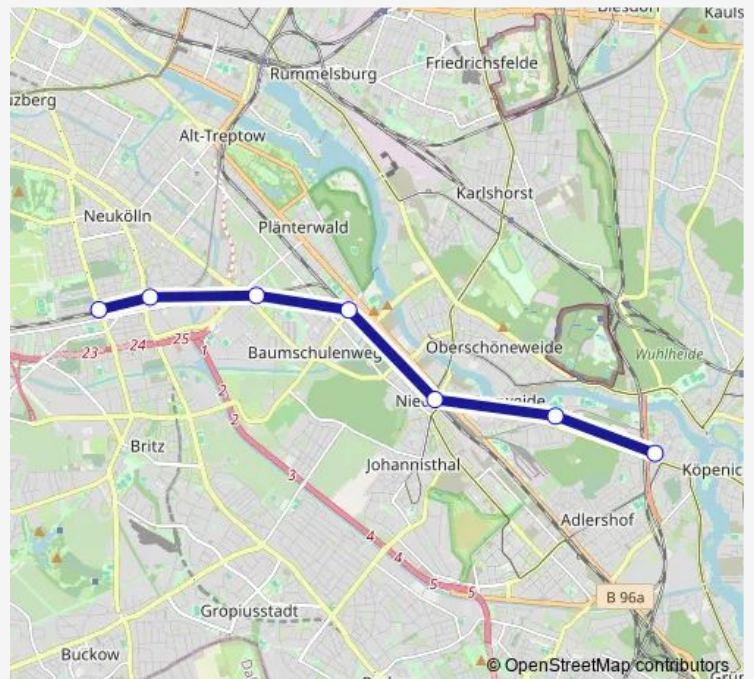 Biesdorf
Kauls
Rummelsburg
Friedrichsfelde
uzberg
Alt-Treptow
Karlshorst
Neukölln
Plänterwald
23
24
25
1
Baumschulenweg
Oberschöneweide
Wuhlheide
2
2
Nied
weide
Britz
3
Johannisthal
Köpenic
4
Adlershof
4
5
5
B 96a
Gropiusstadt
Buckow
© OpenStreetMap contributors